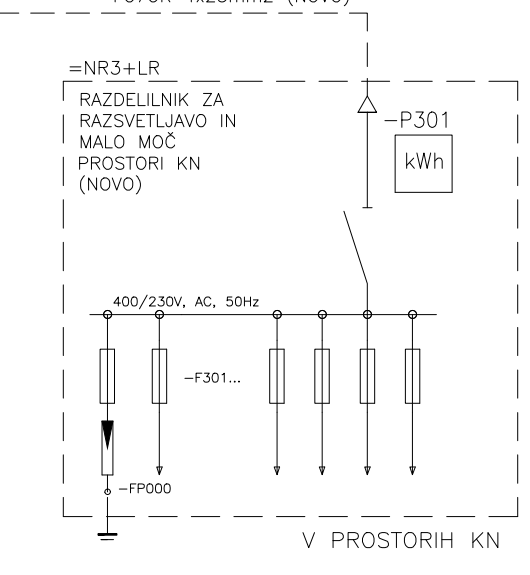 =NR3+LR
RAZDELILNIK ZA
RAZSVETLJAVO IN
MALO MOČ
PROSTORI KN
(NOVO)
-P301
kWh
400/230V, AC, 50Hz
-F301...
-FP000
V PROSTORIH KN